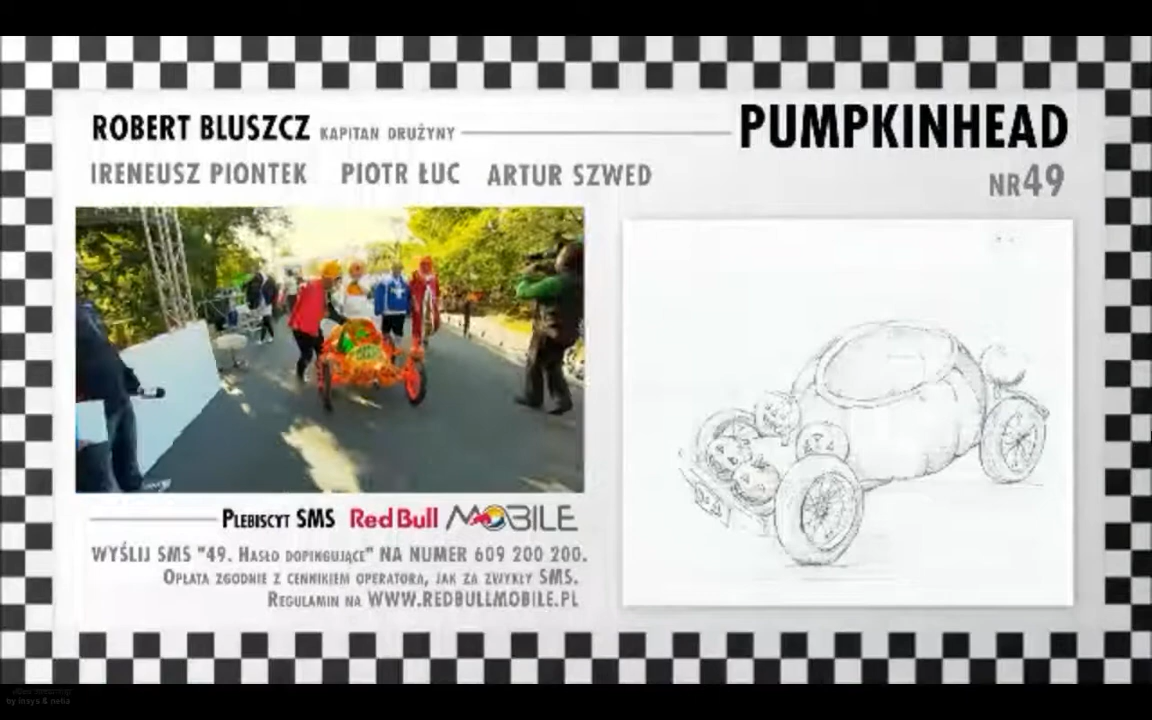 ROBERT BLUSZCZ KAPITAN DRUŻYNY
PUMPKINHEAD
IRENEUSZ PIONTEK PIOTR ŁUC ARTUR SZWED
NR49
PLEBISCYT SMS Red Bull MOBILE
WYŚLIJ SMS "49. HASŁO DOPINGUJĄCE" NA NUMER 609 200 200.
OPŁATA ZGODNIE Z CENNIKIEM OPERATORA, JAK ZA ZWYKŁY SMS.
REGULAMIN NA WWW.REDBULLMOBILE.PL